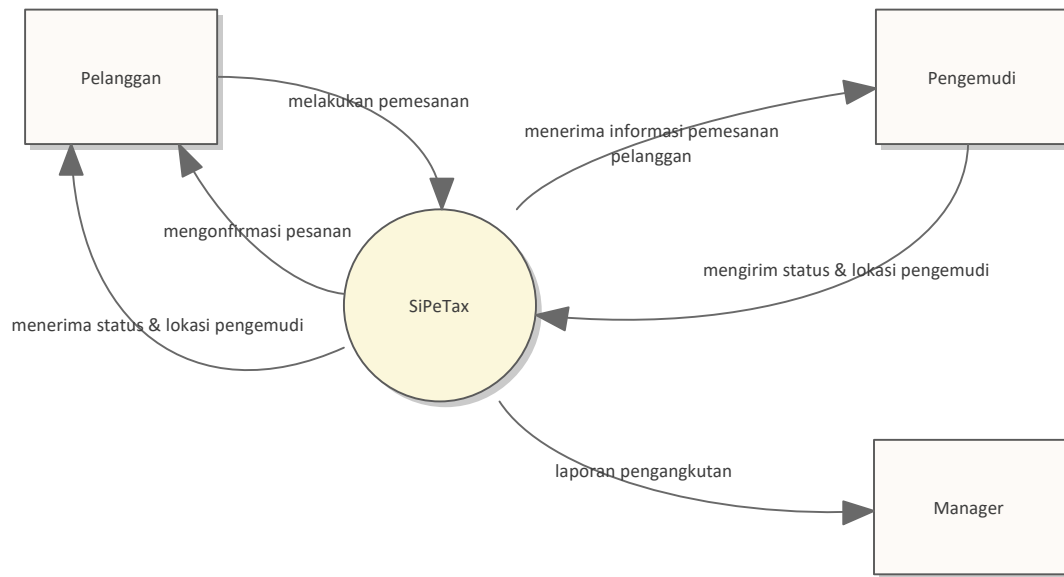 Pelanggan
Pengemudi
melakukan pemesanan
menerima informasi pemesanan
pelanggan
mengonfirmasi pesanan
mengirim status & lokasi pengemudi
SiPeTax
menerima status & lokasi pengemudi
laporan pengangkutan
Manager